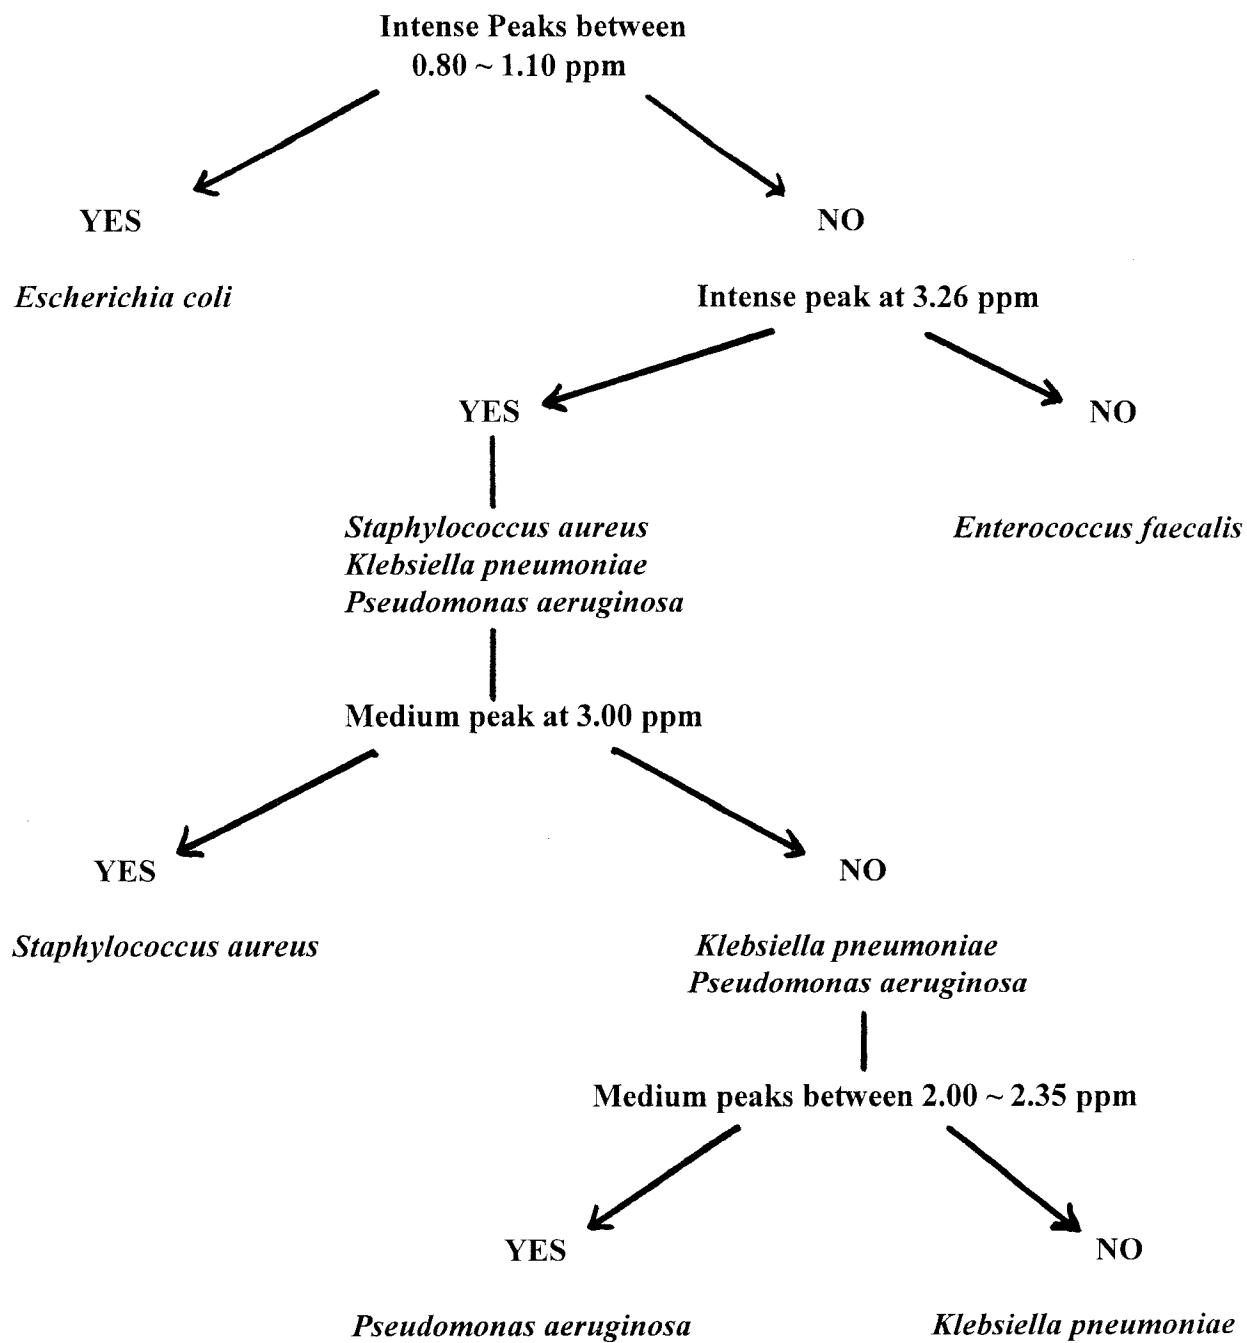 Intense Peaks between
0.80 ~ 1.10 ppm
YES
NO
Escherichia coli
Intense peak at 3.26 ppm
YES
NO
Staphylococcus aureus
Klebsiella pneumoniae
Pseudomonas aeruginosa
Enterococcus faecalis
Medium peak at 3.00 ppm
YES
NO
Staphylococcus aureus
Klebsiella pneumoniae
Pseudomonas aeruginosa
Medium peaks between 2.00 ~ 2.35 ppm
YES
NO
Pseudomonas aeruginosa
Klebsiella pneumoniae